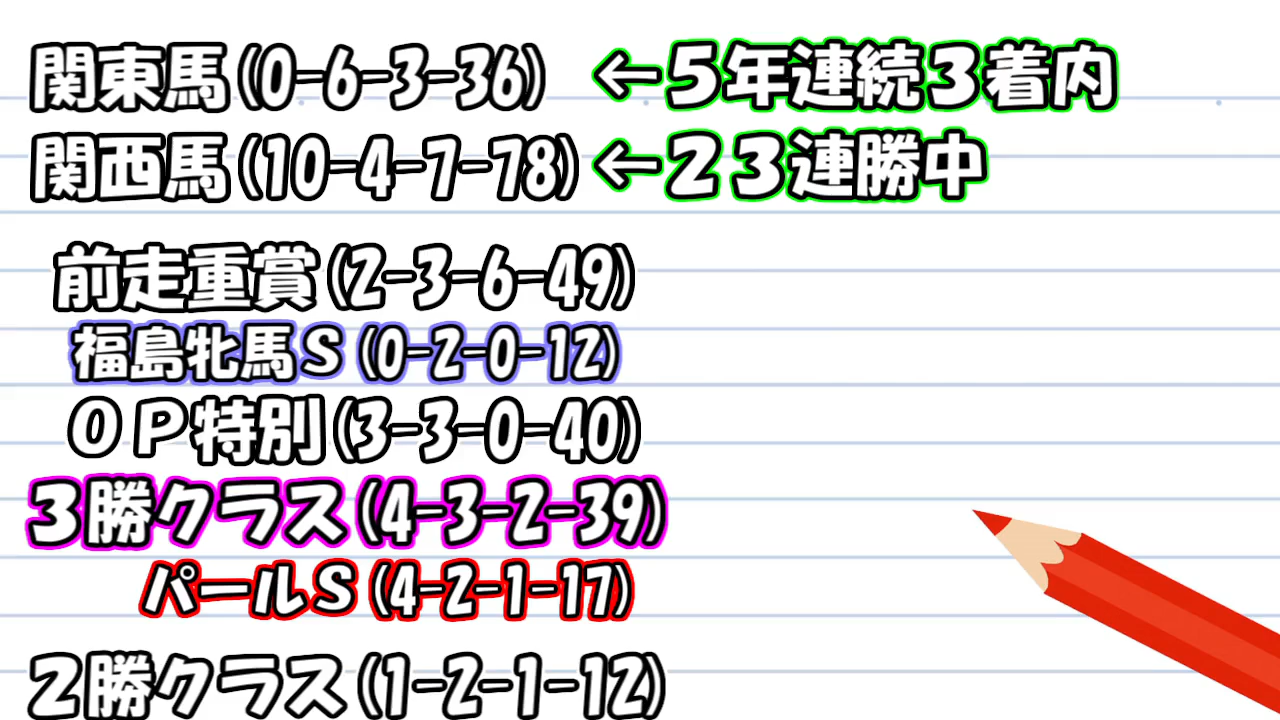 関東馬(0-6-3-36) ←５年連続３着内
関西馬(10-4-7-78) ←２３連勝中
前走重賞(2-3-6-49)
福島牝馬Ｓ(0-2-0-12)
ＯＰ特別(3-3-0-40)
３勝クラス(4-3-2-39)
パールＳ(4-2-1-17)
２勝クラス(1-2-1-12)